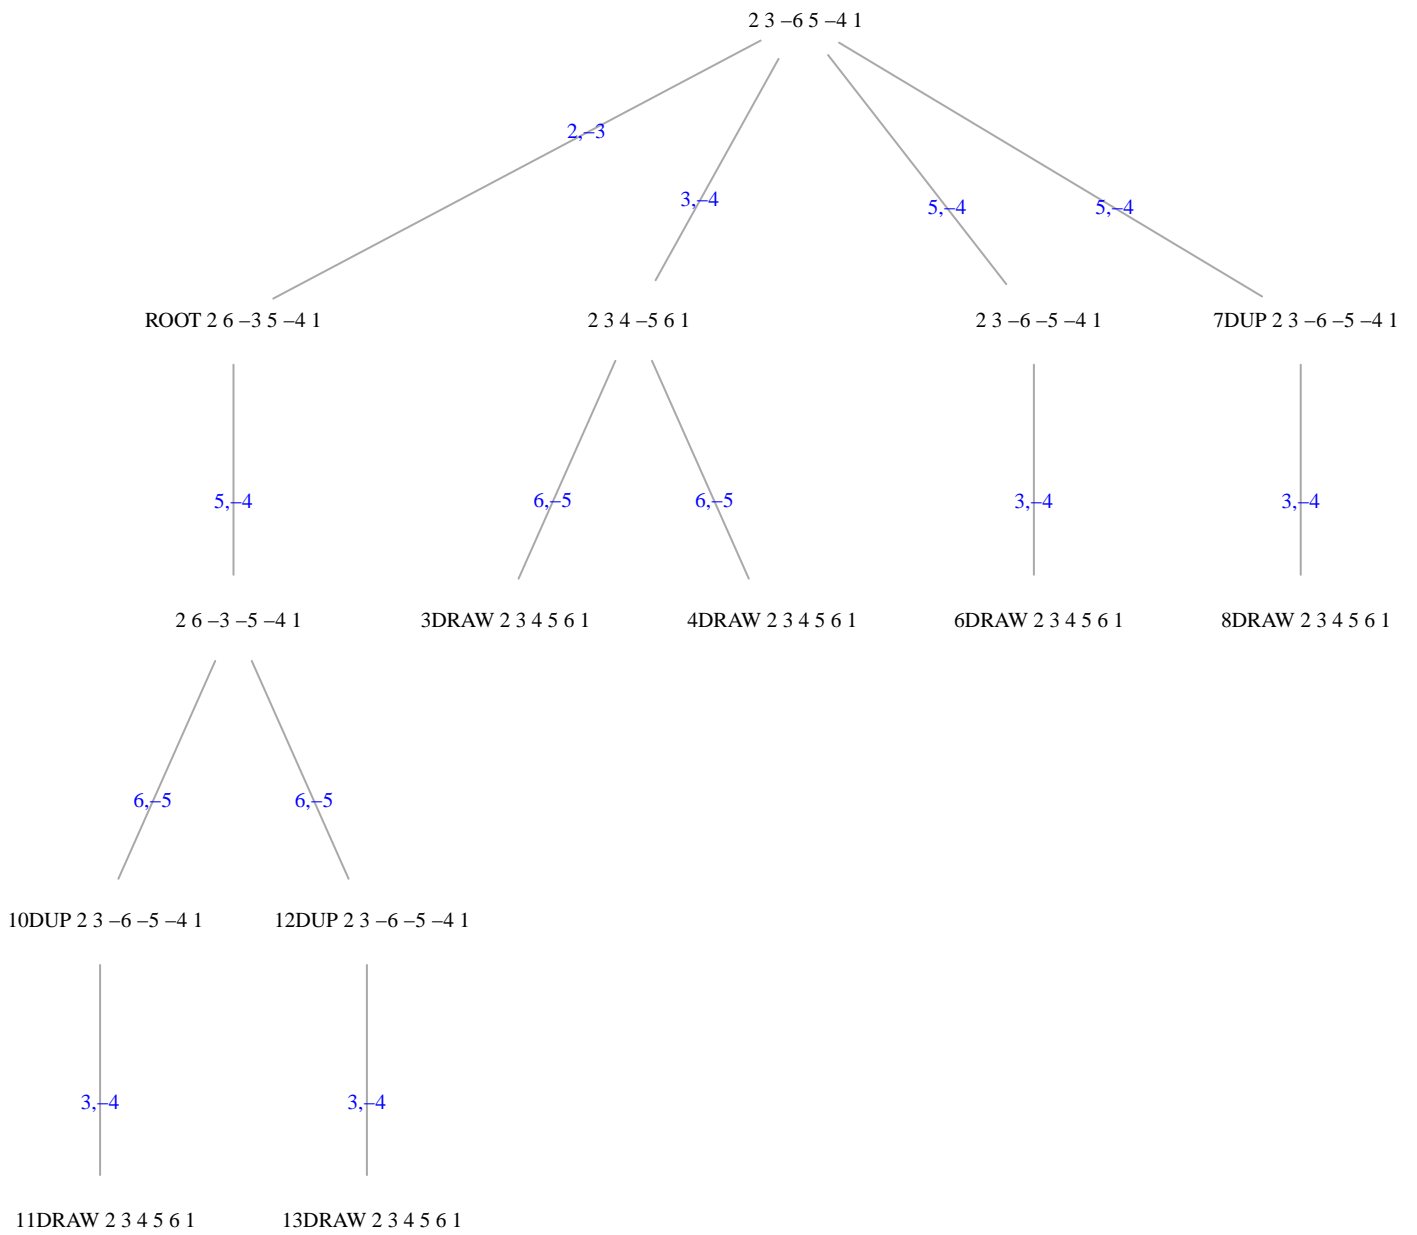 2 3 −6 5 −4 1
2,−3
3,−4
5,−4
5,−4
ROOT 2 6 −3 5 −4 1
2 3 4 −5 6 1
2 3 −6 −5 −4 1
7DUP 2 3 −6 −5 −4 1
5,−4
6,−5
6,−5
3,−4
3,−4
2 6 −3 −5 −4 1
3DRAW 2 3 4 5 6 1
4DRAW 2 3 4 5 6 1
6DRAW 2 3 4 5 6 1
8DRAW 2 3 4 5 6 1
6,−5
6,−5
10DUP 2 3 −6 −5 −4 1
12DUP 2 3 −6 −5 −4 1
3,−4
3,−4
11DRAW 2 3 4 5 6 1
13DRAW 2 3 4 5 6 1